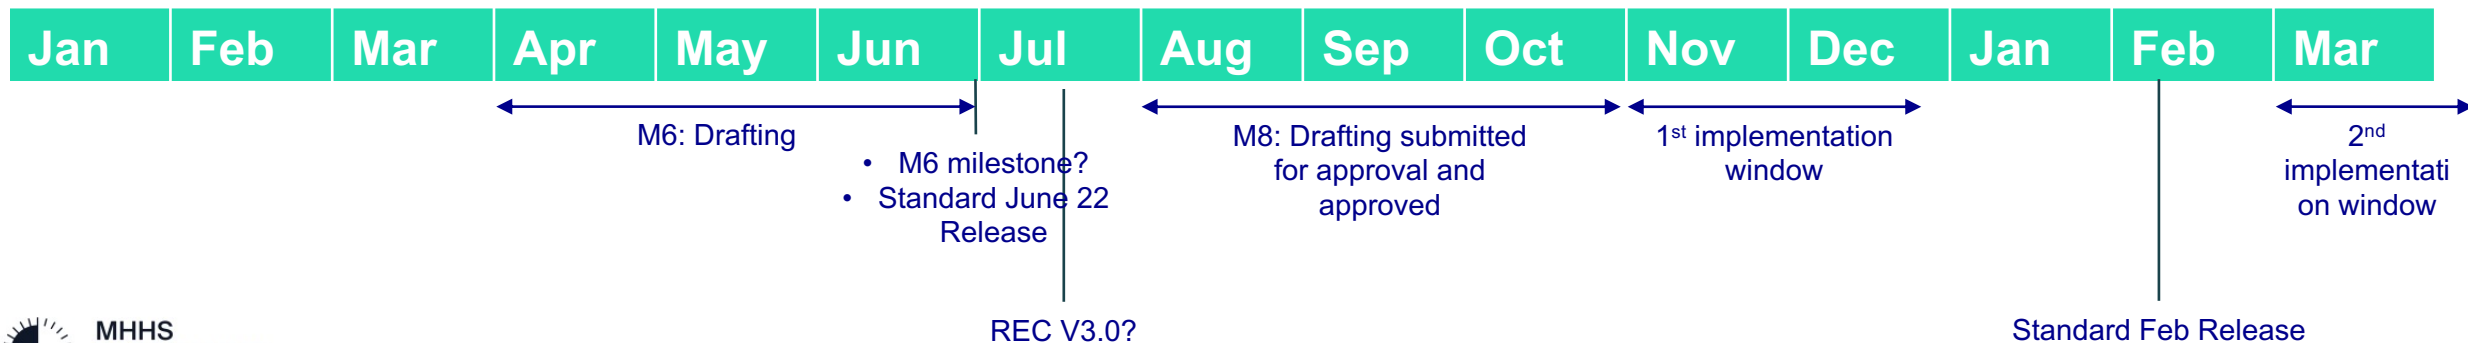 Jan Feb Mar Apr May Jun Jul Aug Sep Oct Nov Dec Jan Feb Mar
M6: Drafting
• M6 milestone?
• Standard June 22
Release
REC V3.0?
M8: Drafting submitted
for approval and
approved
1st implementation
window
Standard Feb Release
2nd
implementati
on window
MHHS